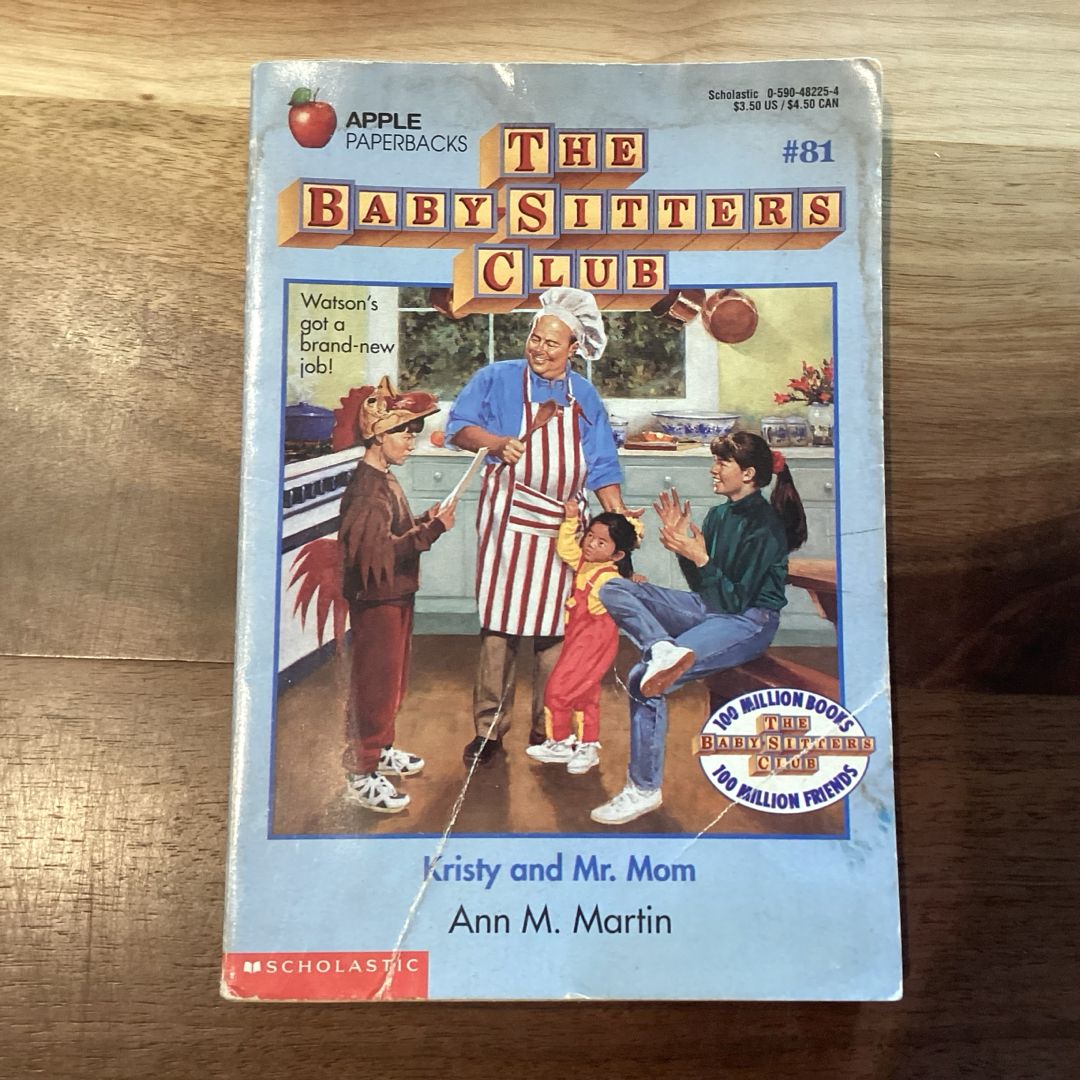 APPLE
PAPERBACKS
Scholastic 0-590-48225-4
$3.50 US / $4.50 CAN
#81
THE
BABY-SITTERS
CLUB
Watson's
got a
brand-new
job!
100 MILLION BOOKS
THE
BABY-SITTERS
CLUB
100 MILLION FRIENDS
Kristy and Mr. Mom
Ann M. Martin
SCHOLASTIC